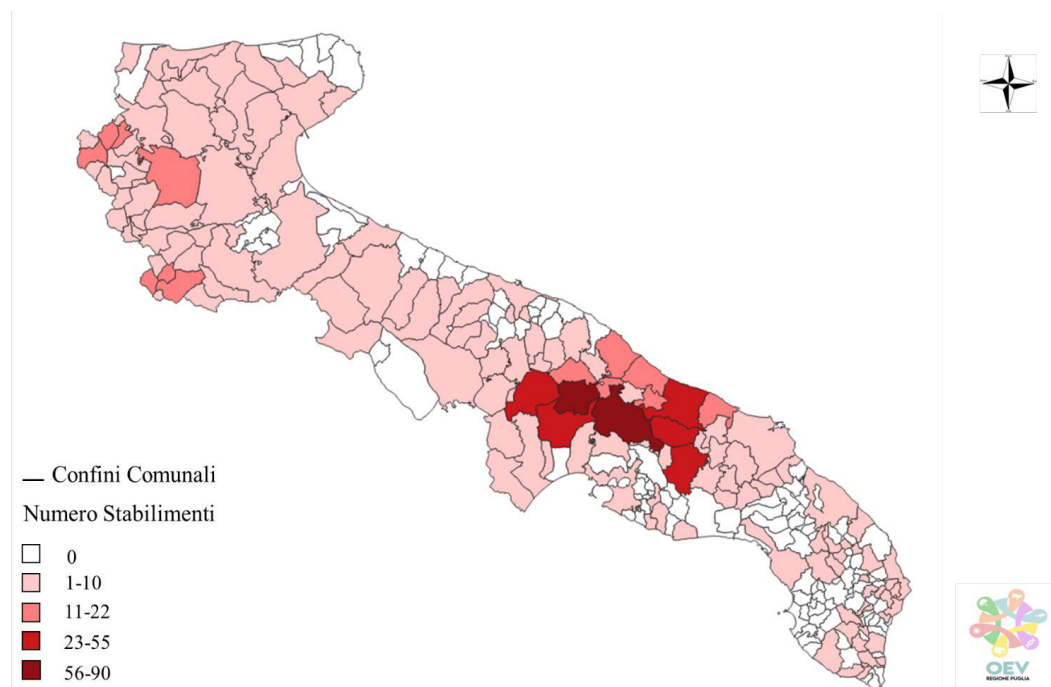 Confini Comunali
Numero Stabilimenti
0
1-10
11-22
23-55
56-90
OEV
REGIONE PUGLIA